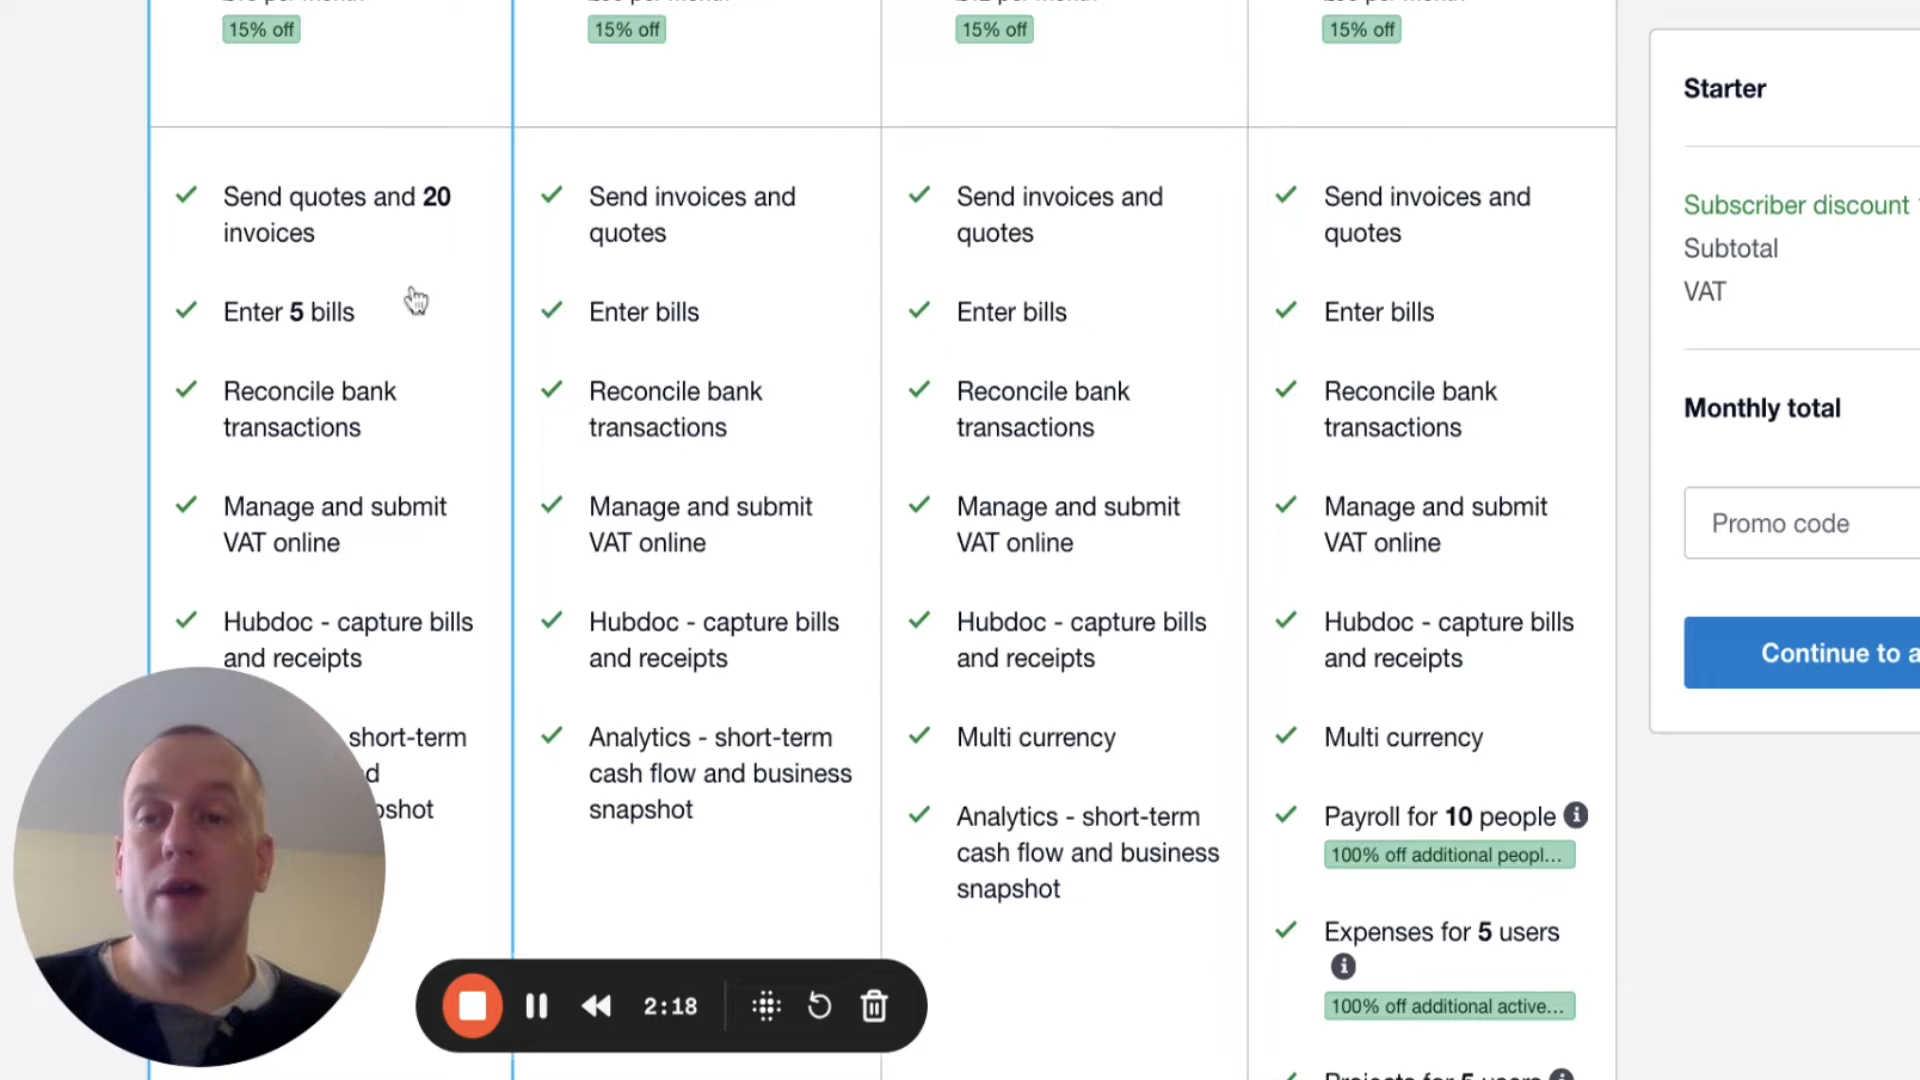 15% off
Send quotes and 20
invoices
Enter 5 bills
Reconcile bank
transactions
Manage and submit
VAT online
Hubdoc - capture bills
and receipts
short-term
15% off
Send invoices and
quotes
Enter bills
Reconcile bank
transactions
Manage and submit
VAT online
Hubdoc - capture bills
and receipts
Analytics - short-term
cash flow and business
snapshot
15% off
Send invoices and
quotes
Enter bills
Reconcile bank
transactions
Manage and submit
VAT online
Hubdoc - capture bills
and receipts
Multi currency
Analytics - short-term
cash flow and business
snapshot
15% off
Send invoices and
quotes
Enter bills
Reconcile bank
transactions
Manage and submit
VAT online
Hubdoc - capture bills
and receipts
Multi currency
Payroll for 10 people
100% off additional peopl...
Expenses for 5 users
100% off additional active...
Projects for 5 users
Starter
Subscriber discount
Subtotal
VAT
Monthly total
Promo code
Continue to a
2:18